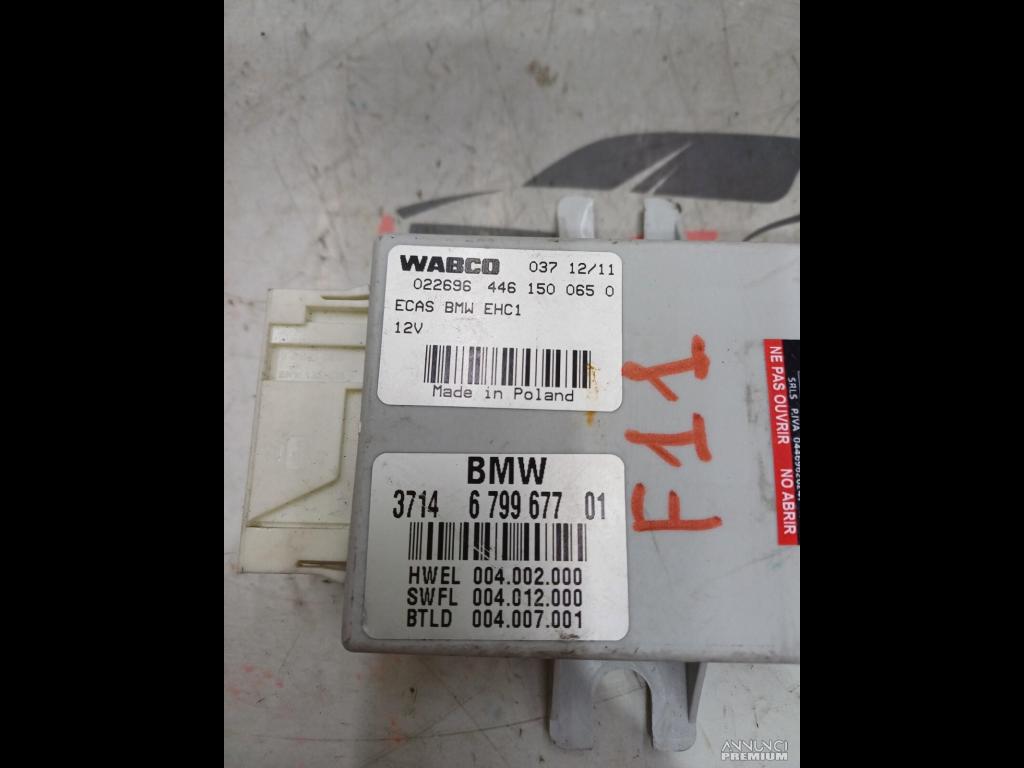 WABCO 037 12/11
022696 446 150 065 0
ECAS BMW EHC1
12V
Made in Poland
BMW
3714 6 799 677 01
HWEL 004.002.000
SWFL 004.012.000
BTLD 004.007.001
F11
SRLS P.IVA
NE PAS OUVRIR
NO ABRIR
ANNUNCI
PREMIUM